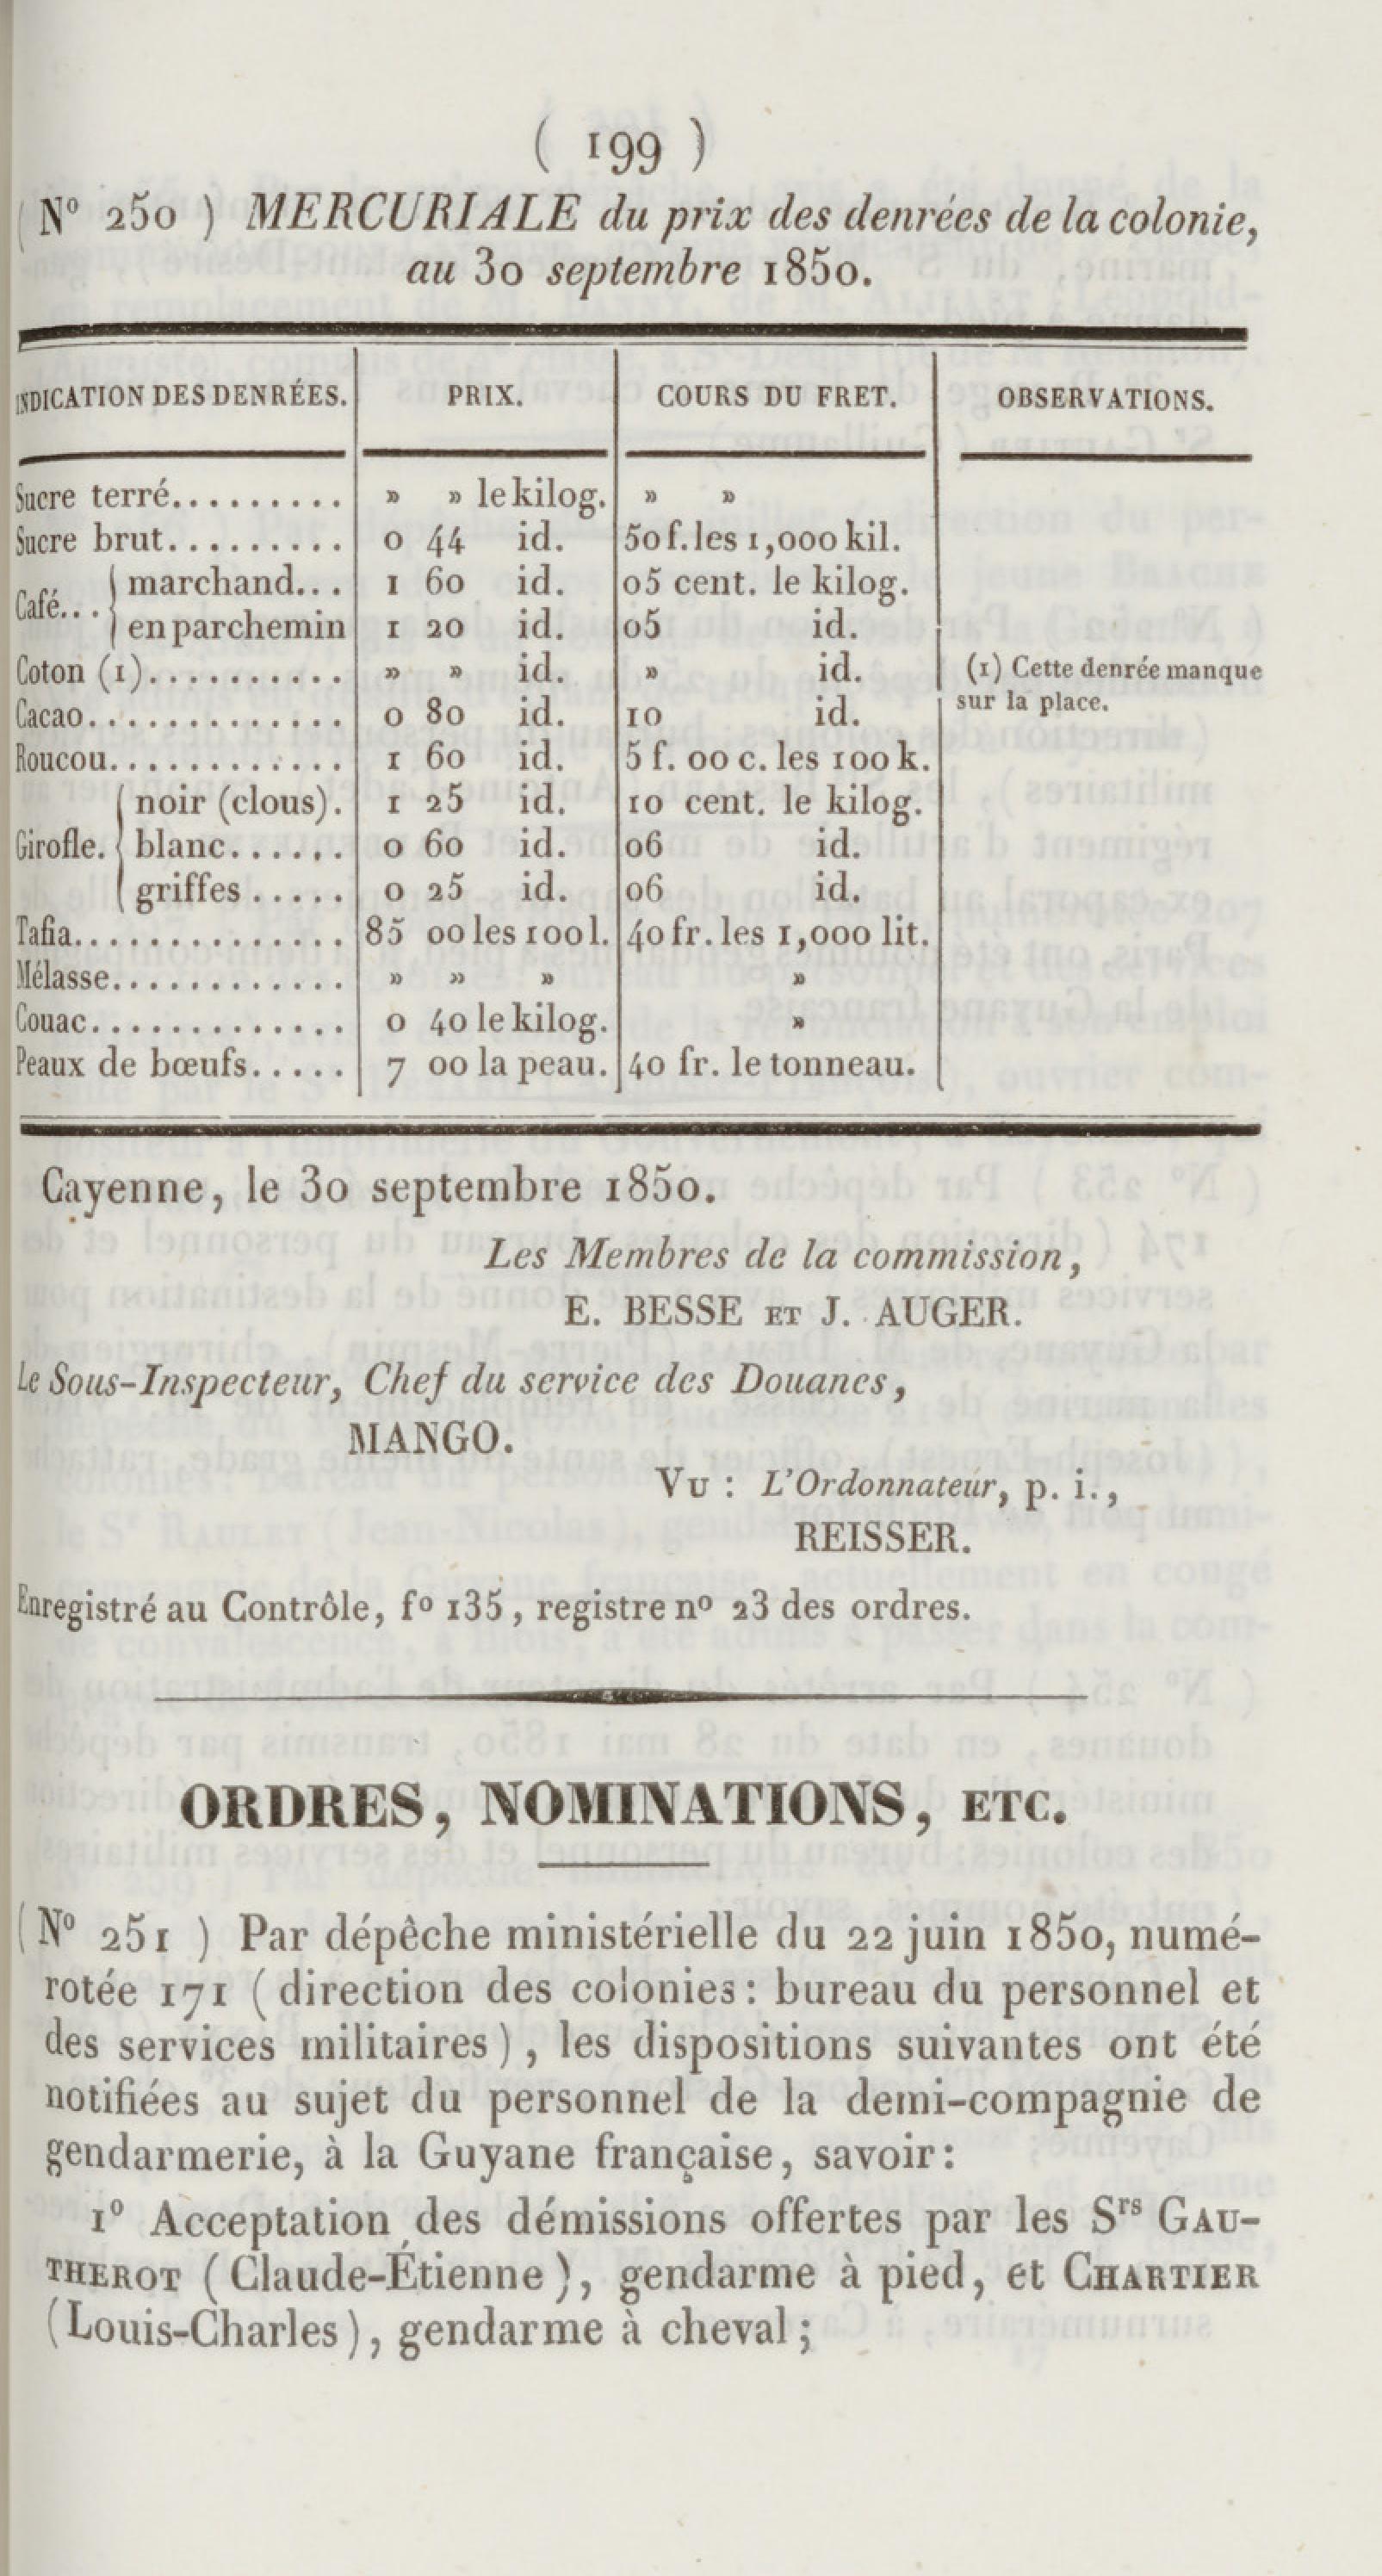 ( 199 )
( N° 250 ) MERCURIALE du prix des denrées de la colonie,
au 30 septembre 1850.
INDICATION DES DENRÉES. PRIX. COURS DU FRET. OBSERVATIONS.
Sucre terré......... » » le kilog. » »
Sucre brut......... 0 44 id. 50 f. les 1,000 kil.
Café... { marchand... 1 60 id. 05 cent. le kilog.
en parchemin 1 20 id. 05 id.
Coton (1).......... » » id. » id. (1) Cette denrée manque
sur la place.
Cacao............. 0 80 id. 10 id.
Roucou............ 1 60 id. 5 f. 00 c. les 100 k.
Girofle. { noir (clous). 1 25 id. 10 cent. le kilog.
blanc...... 0 60 id. 06 id.
griffes..... 0 25 id. 06 id.
Tafia.............. 85 00 les 100 l. 40 fr. les 1,000 lit.
Mélasse............ » » » »
Couac............. 0 40 le kilog. »
Peaux de bœufs..... 7 00 la peau. 40 fr. le tonneau.
Cayenne, le 30 septembre 1850.
Les Membres de la commission,
E. BESSE ET J. AUGER.
Le Sous-Inspecteur, Chef du service des Douanes,
MANGO.
VU : L'Ordonnateur, p. i.,
REISSER.
Enregistré au Contrôle, f° 135, registre n° 23 des ordres.
ORDRES, NOMINATIONS, ETC.
( N° 251 ) Par dépêche ministérielle du 22 juin 1850, numé-
rotée 171 ( direction des colonies : bureau du personnel et
des services militaires ), les dispositions suivantes ont été
notifiées au sujet du personnel de la demi-compagnie de
gendarmerie, à la Guyane française, savoir :
1° Acceptation des démissions offertes par les Srs GAU-
THEROT ( Claude-Étienne ), gendarme à pied, et CHARTIER
( Louis-Charles ), gendarme à cheval ;